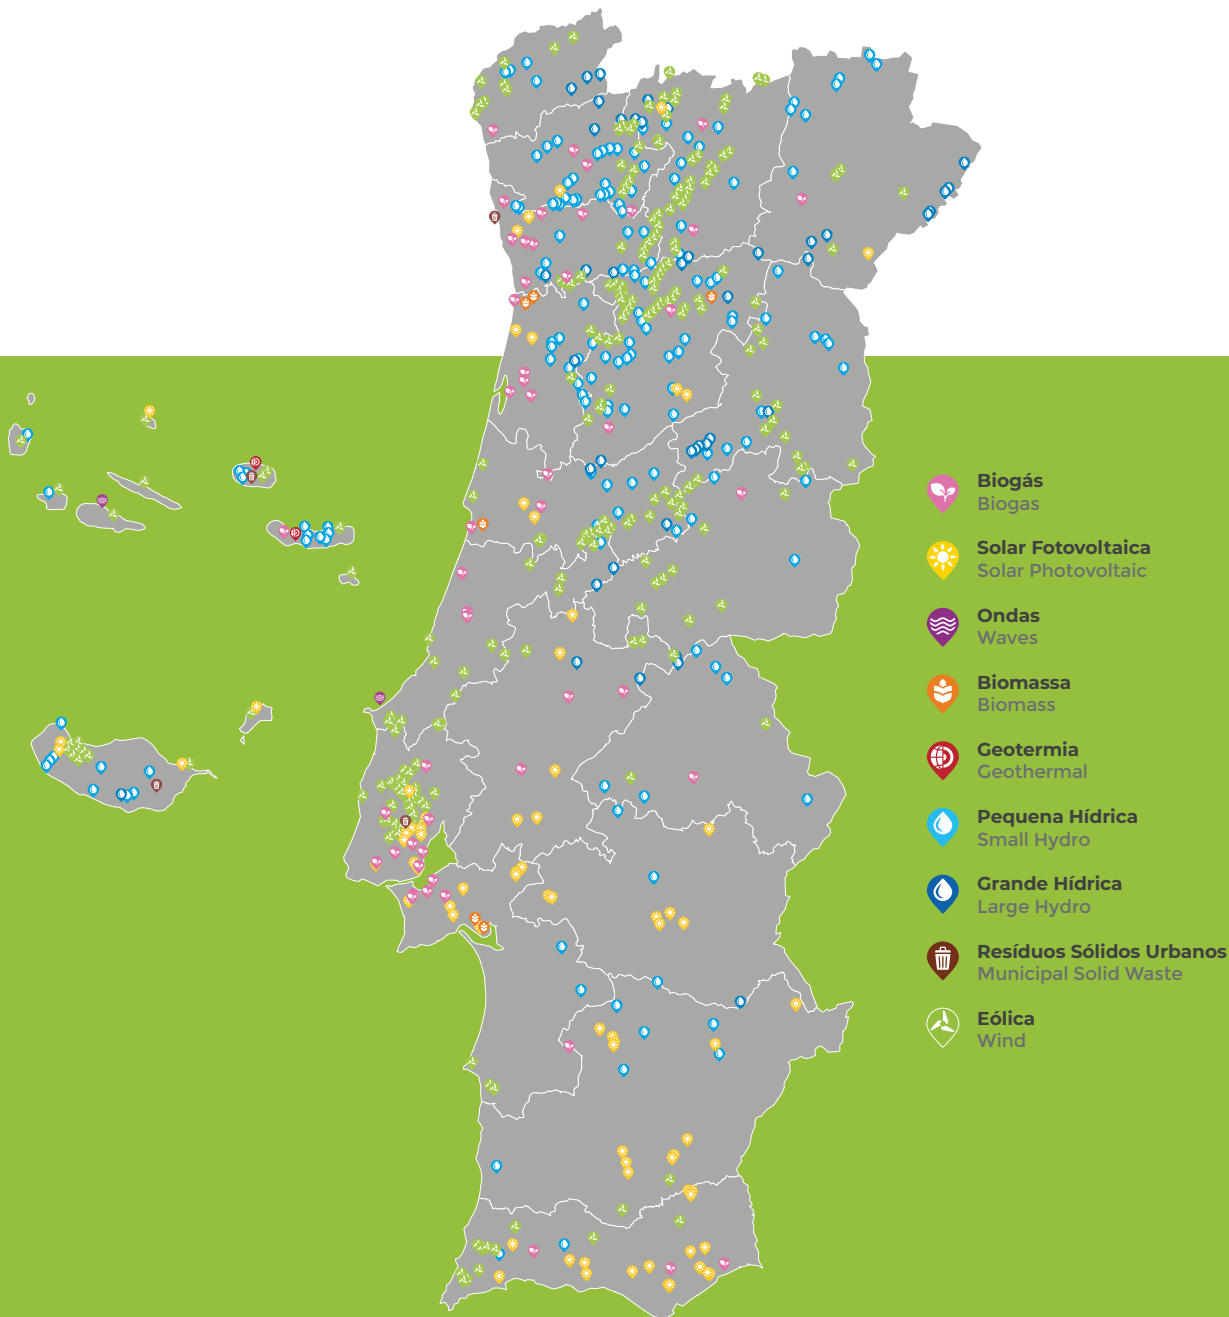 Biogás
Biogas
Solar Fotovoltaica
Solar Photovoltaic
Ondas
Waves
Biomassa
Biomass
Geotermia
Geothermal
Pequena Hídrica
Small Hydro
Grande Hídrica
Large Hydro
Resíduos Sólidos Urbanos
Municipal Solid Waste
Eólica
Wind